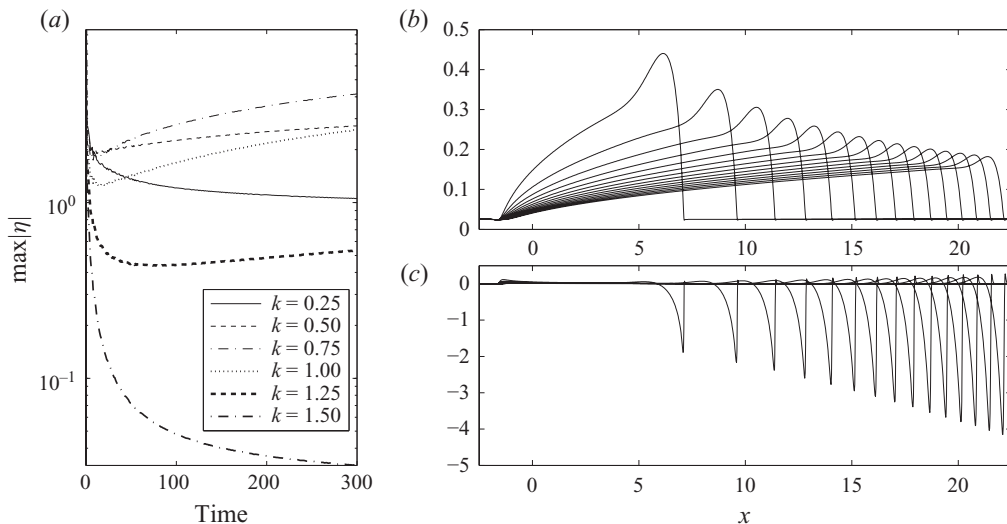 (a)
max|η|
10⁰
10⁻¹
k = 0.25
k = 0.50
k = 0.75
k = 1.00
k = 1.25
k = 1.50
0 100 200 300
Time
(b)
0.5
0.4
0.3
0.2
0.1
0
0 5 10 15 20
(c)
0
−1
−2
−3
−4
−5
0 5 10 15 20
x